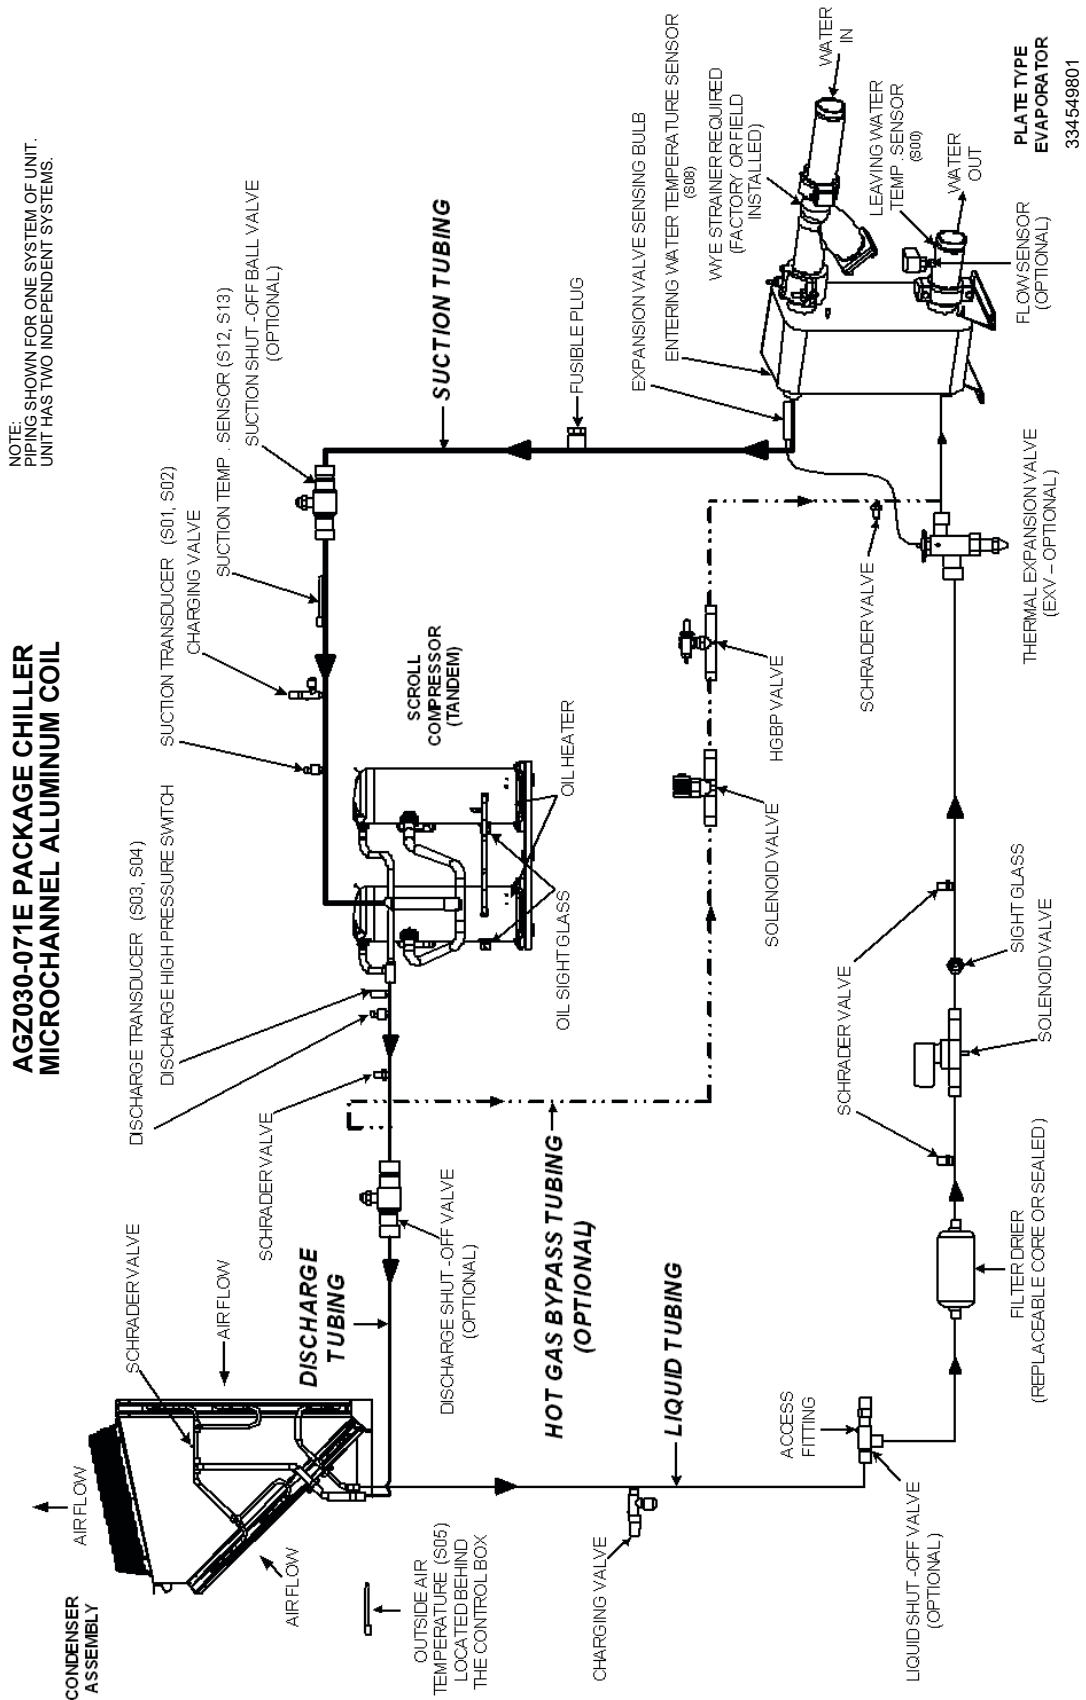 AGZ030-071E PACKAGE CHILLER
MICROCHANNEL ALUMINUM COIL
NOTE:
PIPING SHOWN FOR ONE SYSTEM OF UNIT.
UNIT HAS TWO INDEPENDENT SYSTEMS.
CONDENSER
ASSEMBLY
AIR FLOW
AIR FLOW
AIR FLOW
SCHRADER VALVE
DISCHARGE TRANSDUCER (S03, S04)
DISCHARGE HIGH PRESSURE SWITCH
SCHRADER VALVE
SUCTION TRANSDUCER (S01, S02)
CHARGING VALVE
SUCTION TEMP. SENSOR (S12, S13)
SUCTION SHUT-OFF BALL VALVE
(OPTIONAL)
DISCHARGE
TUBING
DISCHARGE SHUT-OFF VALVE
(OPTIONAL)
OUTSIDE AIR
TEMPERATURE (S05)
LOCATED BEHIND
THE CONTROL BOX
SCROLL
COMPRESSOR
(TANDEM)
OIL HEATER
OIL SIGHT GLASS
SUCTION TUBING
FUSIBLE PLUG
HOT GAS BYPASS TUBING
(OPTIONAL)
LIQUID TUBING
CHARGING VALVE
EXPANSION VALVE SENSING BULB
ENTERING WATER TEMPERATURE SENSOR
(S08)
WYE STRAINER REQUIRED
(FACTORY OR FIELD
INSTALLED)
WATER
IN
LEAVING WATER
TEMP. SENSOR
(S00)
WATER
OUT
SOLENOID VALVE
HGBP VALVE
SCHRADER VALVE
ACCESS
FITTING
LIQUID SHUT-OFF VALVE
(OPTIONAL)
SCHRADER VALVE
FILTER DRIER
(REPLACEABLE CORE OR SEALED)
SOLENOID VALVE
SIGHT GLASS
THERMAL EXPANSION VALVE
(EXV – OPTIONAL)
FLOW SENSOR
(OPTIONAL)
PLATE TYPE
EVAPORATOR
334549801